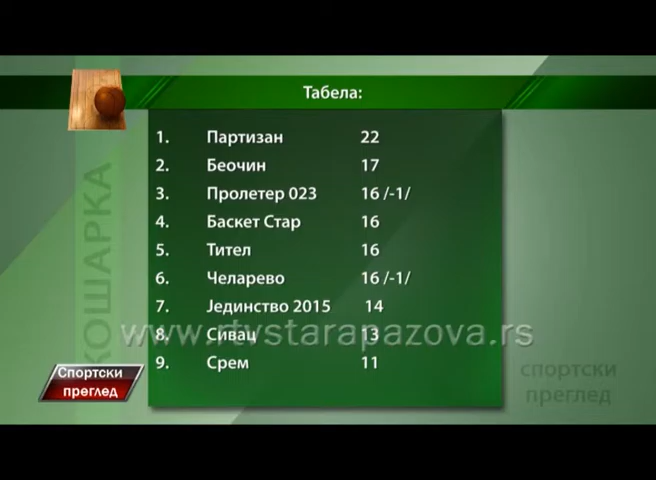 Табела:
1. Партизан 22
2. Беочин 17
3. Пролетер 023 16 /-1/
4. Баскет Стар 16
5. Тител 16
6. Челарево 16 /-1/
7. Јединство 2015 14
8. Сивац 13
9. Срем 11
КОШАРКА
www.rtvstarapazova.rs
Спортски
преглед
спортски
преглед